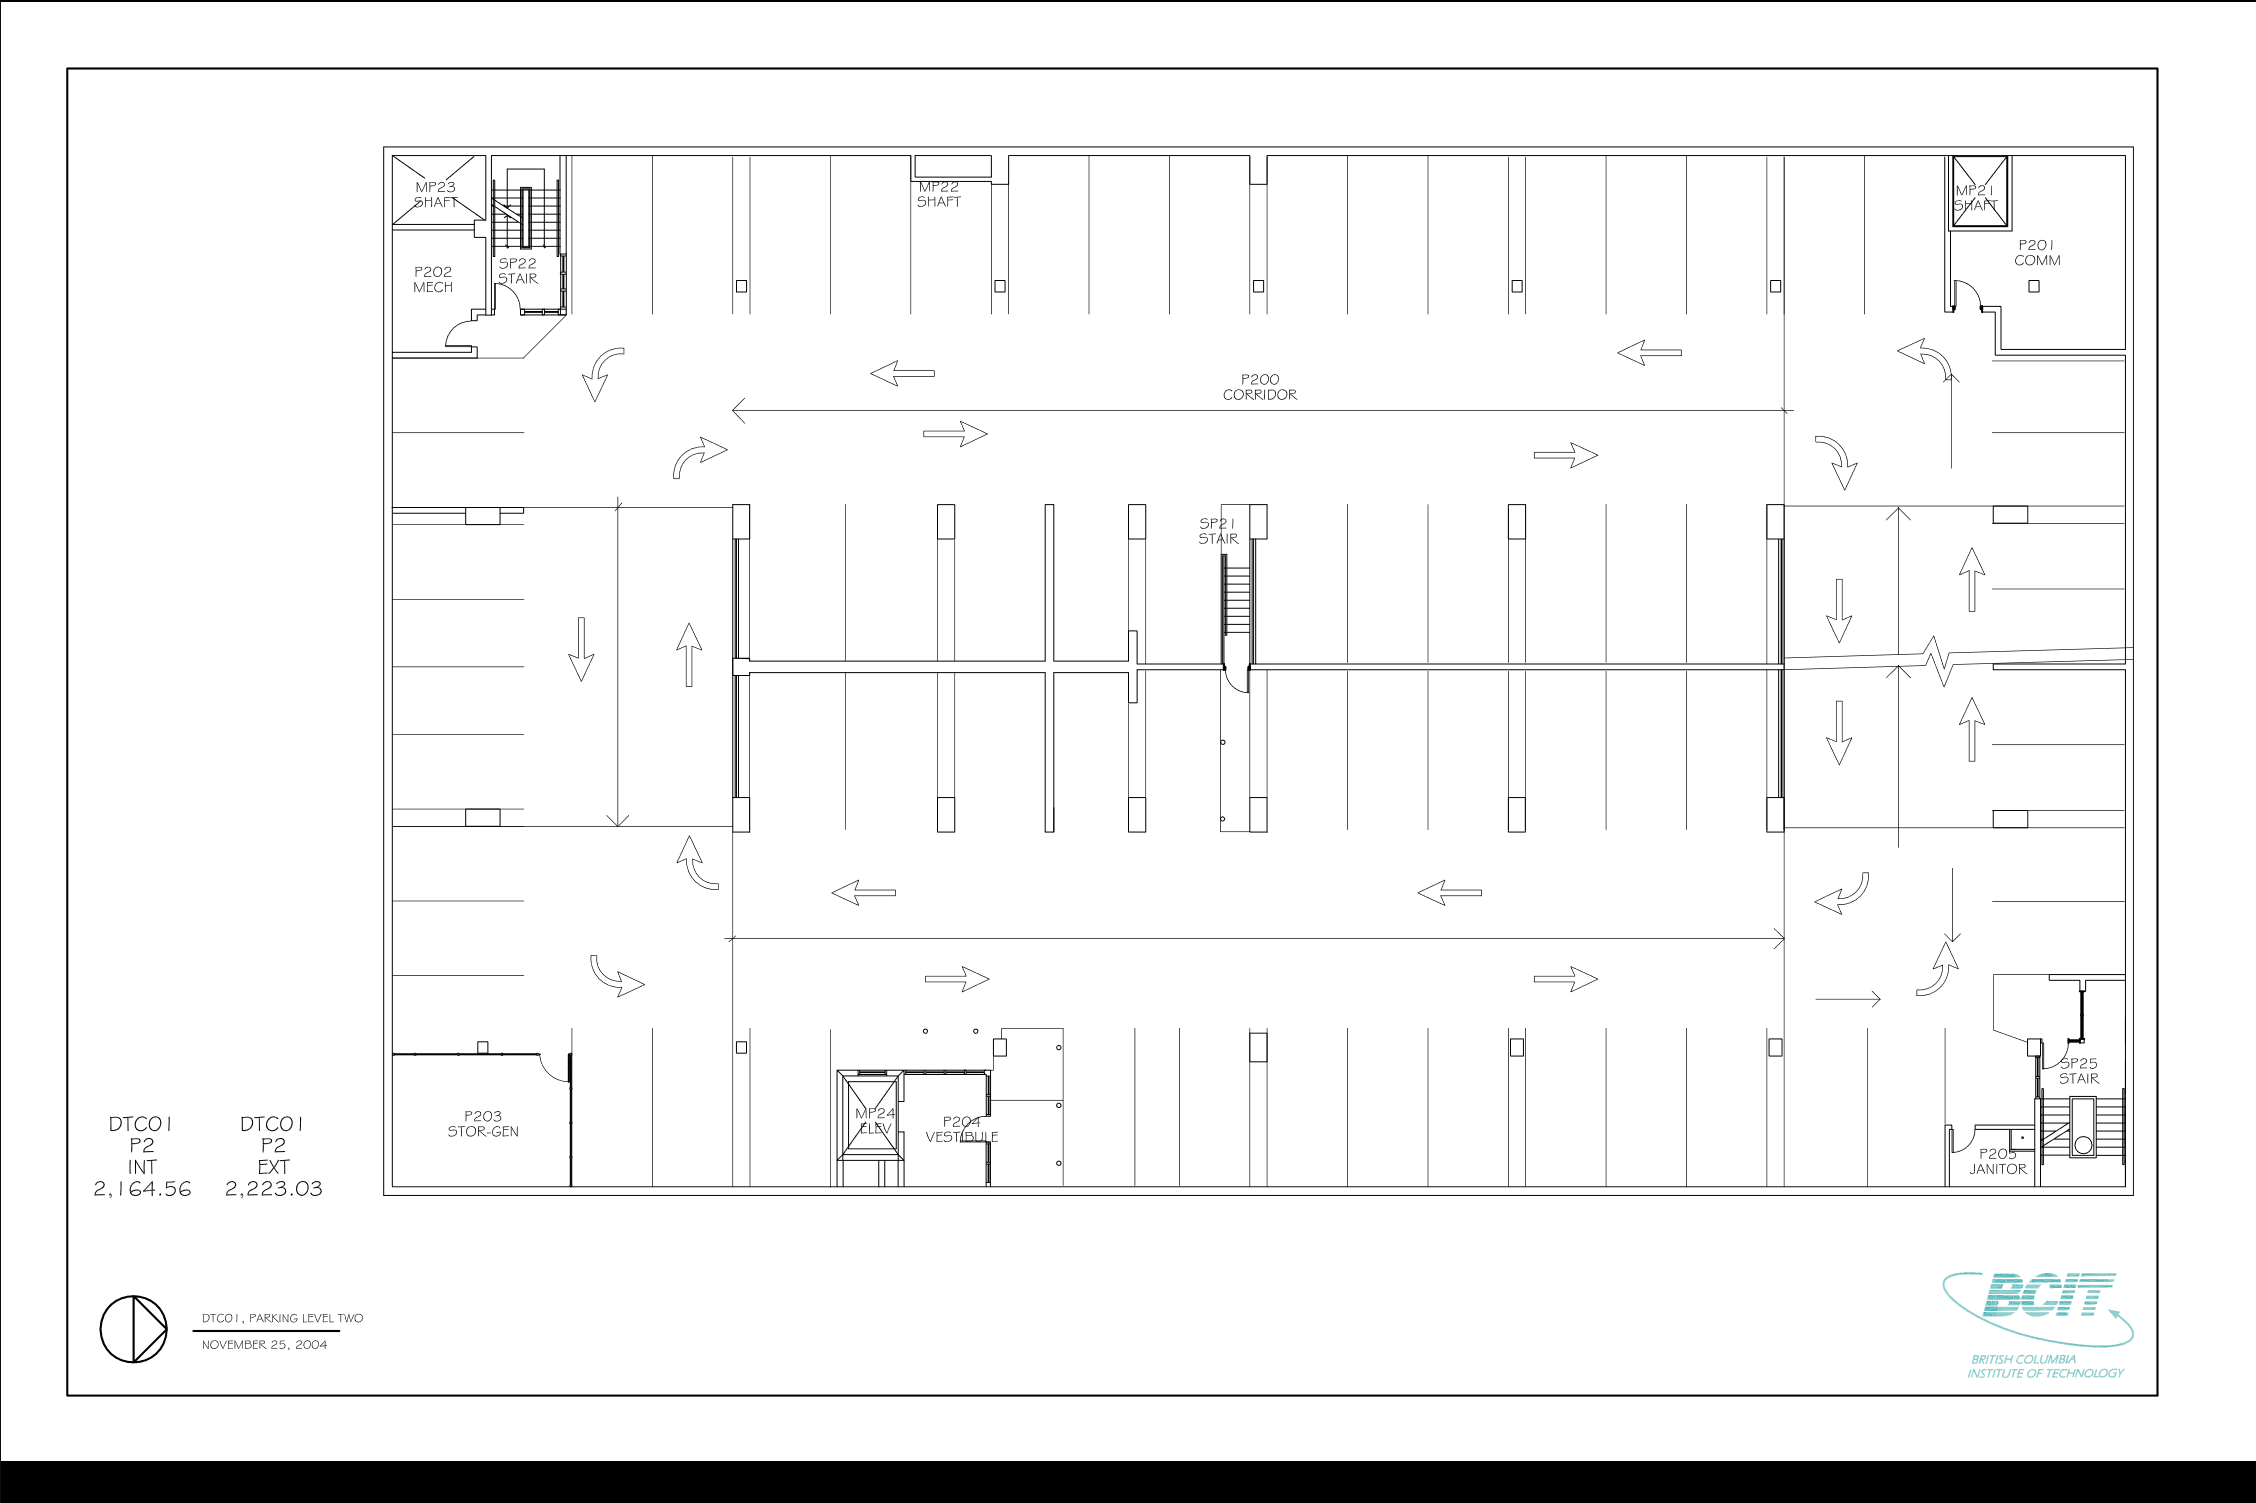 MP23
SHAFT
MP22
SHAFT
MP21
SHAFT
P201
COMM
P202
MECH
SP22
STAIR
P200
CORRIDOR
SP21
STAIR
P203
STOR-GEN
MP24
ELEV
P204
VESTIBULE
SP25
STAIR
P205
JANITOR
DTC01
P2
INT
2,164.56
DTC01
P2
EXT
2,223.03
DTC01, PARKING LEVEL TWO
NOVEMBER 25, 2004
BCIT
BRITISH COLUMBIA
INSTITUTE OF TECHNOLOGY